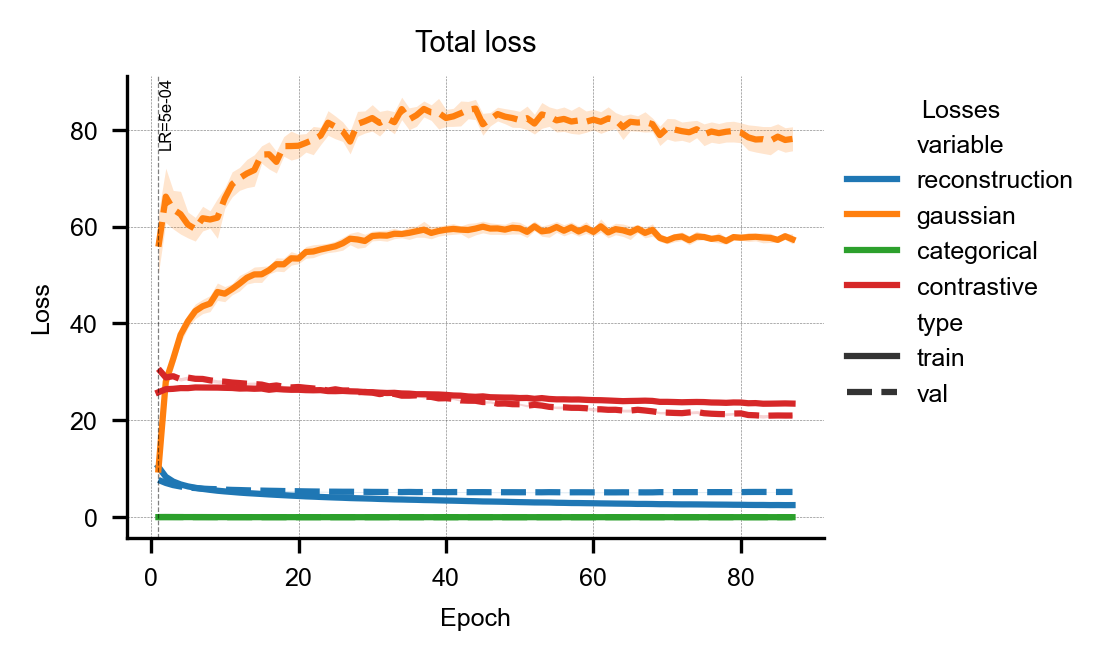 Total loss
LR=5e-04
Loss
80
60
40
20
0
0 20 40 60 80
Epoch
Losses
variable
reconstruction
gaussian
categorical
contrastive
type
train
val